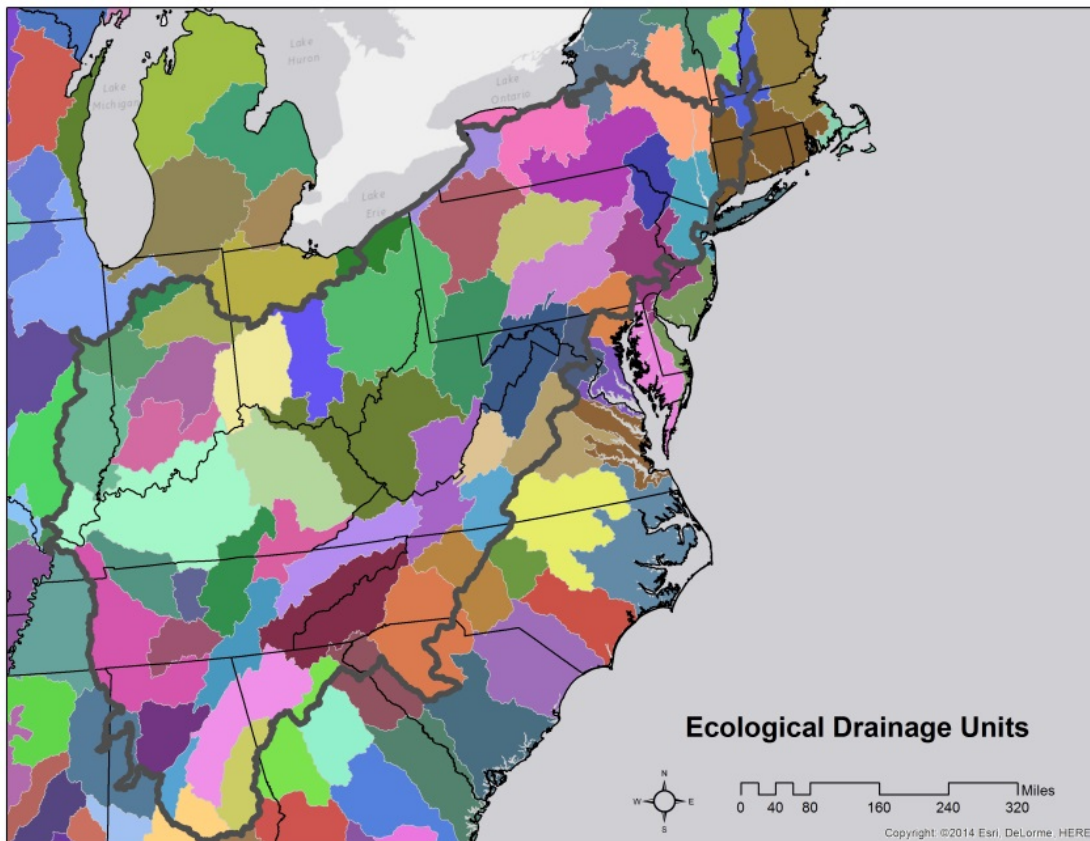 Lake
Huron
Lake
Michigan
Lake
Ontario
Lake
Erie
Ecological Drainage Units
N
W
E
S
Miles
0 40 80 160 240 320
Copyright: ©2014 Esri, DeLorme, HERE